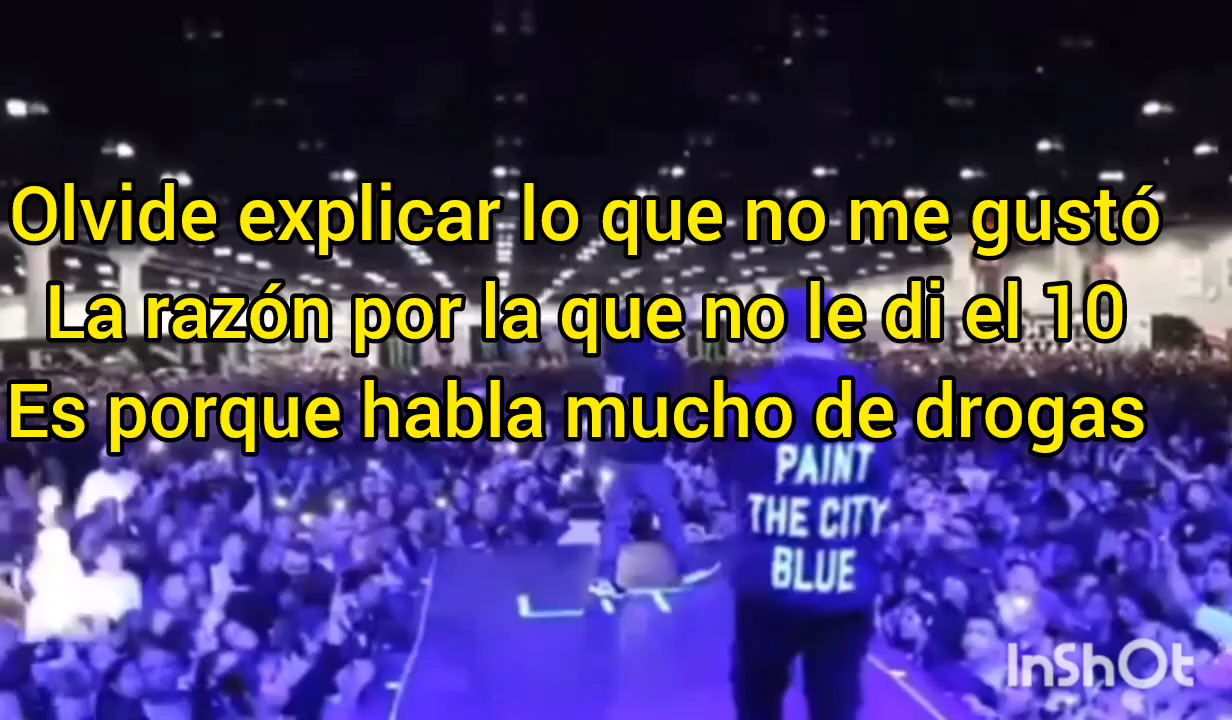 Olvide explicar lo que no me gustó
La razón por la que no le di el 10
Es porque habla mucho de drogas
PAINT
THE CITY
BLUE
InShOt